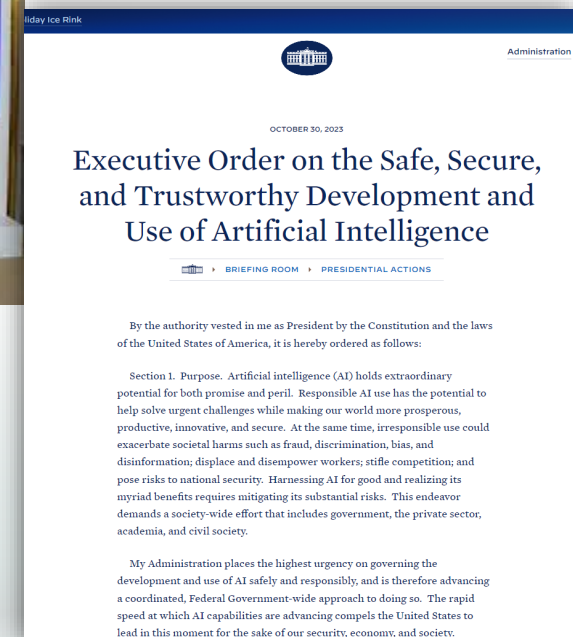 liday Ice Rink
Administration
OCTOBER 30, 2023
Executive Order on the Safe, Secure,
and Trustworthy Development and
Use of Artificial Intelligence
BRIEFING ROOM
PRESIDENTIAL ACTIONS
By the authority vested in me as President by the Constitution and the laws
of the United States of America, it is hereby ordered as follows:
Section 1. Purpose. Artificial intelligence (AI) holds extraordinary
potential for both promise and peril. Responsible AI use has the potential to
help solve urgent challenges while making our world more prosperous,
productive, innovative, and secure. At the same time, irresponsible use could
exacerbate societal harms such as fraud, discrimination, bias, and
disinformation; displace and disempower workers; stifle competition; and
pose risks to national security. Harnessing AI for good and realizing its
myriad benefits requires mitigating its substantial risks. This endeavor
demands a society-wide effort that includes government, the private sector,
academia, and civil society.
My Administration places the highest urgency on governing the
development and use of AI safely and responsibly, and is therefore advancing
a coordinated, Federal Government-wide approach to doing so. The rapid
speed at which AI capabilities are advancing compels the United States to
lead in this moment for the sake of our security, economy, and society.